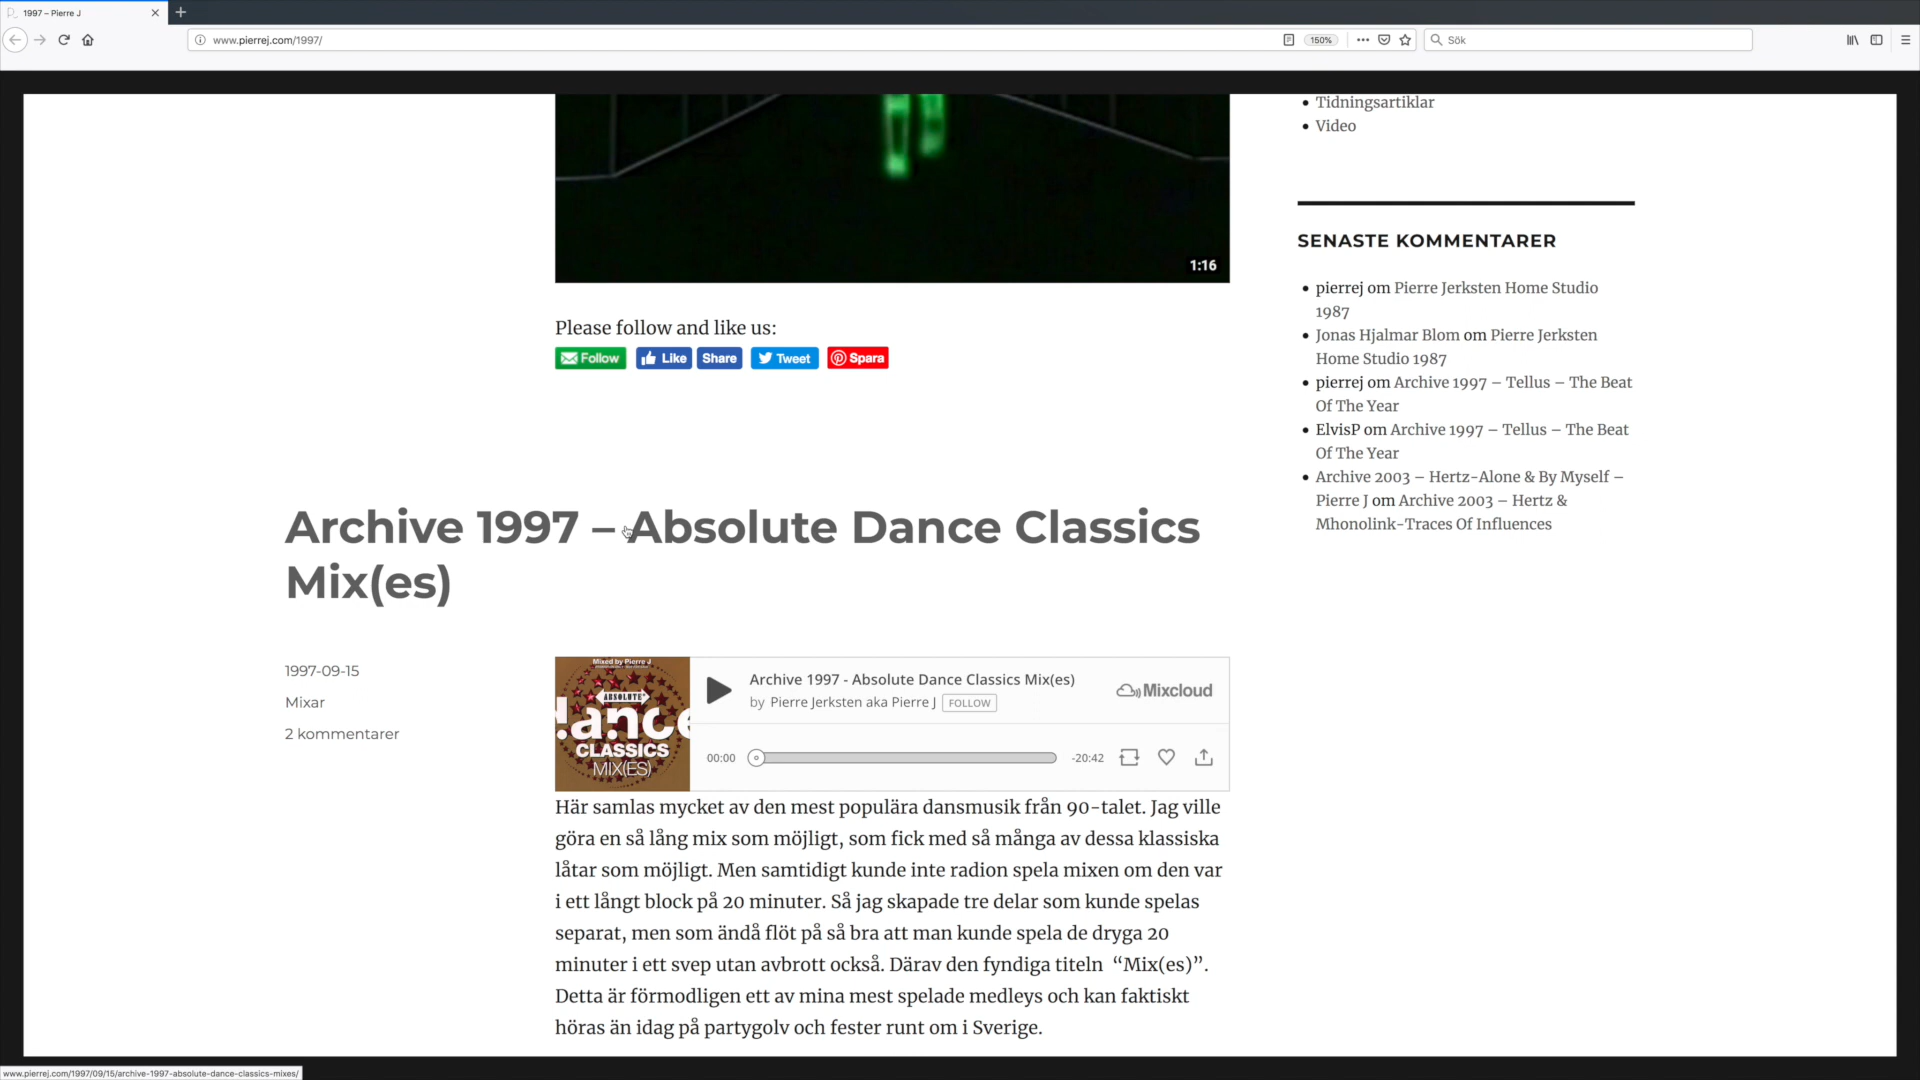 1997 – Pierre J
www.pierrej.com/1997/
150%
Sök
1:16
Please follow and like us:
Follow
Like
Share
Tweet
Spara
Archive 1997 – Absolute Dance Classics
Mix(es)
1997-09-15
Mixar
2 kommentarer
Mixed by Pierre J
ABSOLUTE
dance
CLASSICS
MIX(ES)
Archive 1997 - Absolute Dance Classics Mix(es)
by Pierre Jerksten aka Pierre J FOLLOW
Mixcloud
00:00
-20:42
Här samlas mycket av den mest populära dansmusik från 90-talet. Jag ville
göra en så lång mix som möjligt, som fick med så många av dessa klassiska
låtar som möjligt. Men samtidigt kunde inte radion spela mixen om den var
i ett långt block på 20 minuter. Så jag skapade tre delar som kunde spelas
separat, men som ändå flöt på så bra att man kunde spela de dryga 20
minuter i ett svep utan avbrott också. Därav den fyndiga titeln “Mix(es)”.
Detta är förmodligen ett av mina mest spelade medleys och kan faktiskt
höras än idag på partygolv och fester runt om i Sverige.
Tidningsartiklar
Video
SENASTE KOMMENTARER
pierrej om Pierre Jerksten Home Studio
1987
Jonas Hjalmar Blom om Pierre Jerksten
Home Studio 1987
pierrej om Archive 1997 – Tellus – The Beat
Of The Year
ElvisP om Archive 1997 – Tellus – The Beat
Of The Year
Archive 2003 – Hertz-Alone & By Myself –
Pierre J om Archive 2003 – Hertz &
Mhonolink-Traces Of Influences
www.pierrej.com/1997/09/15/archive-1997-absolute-dance-classics-mixes/